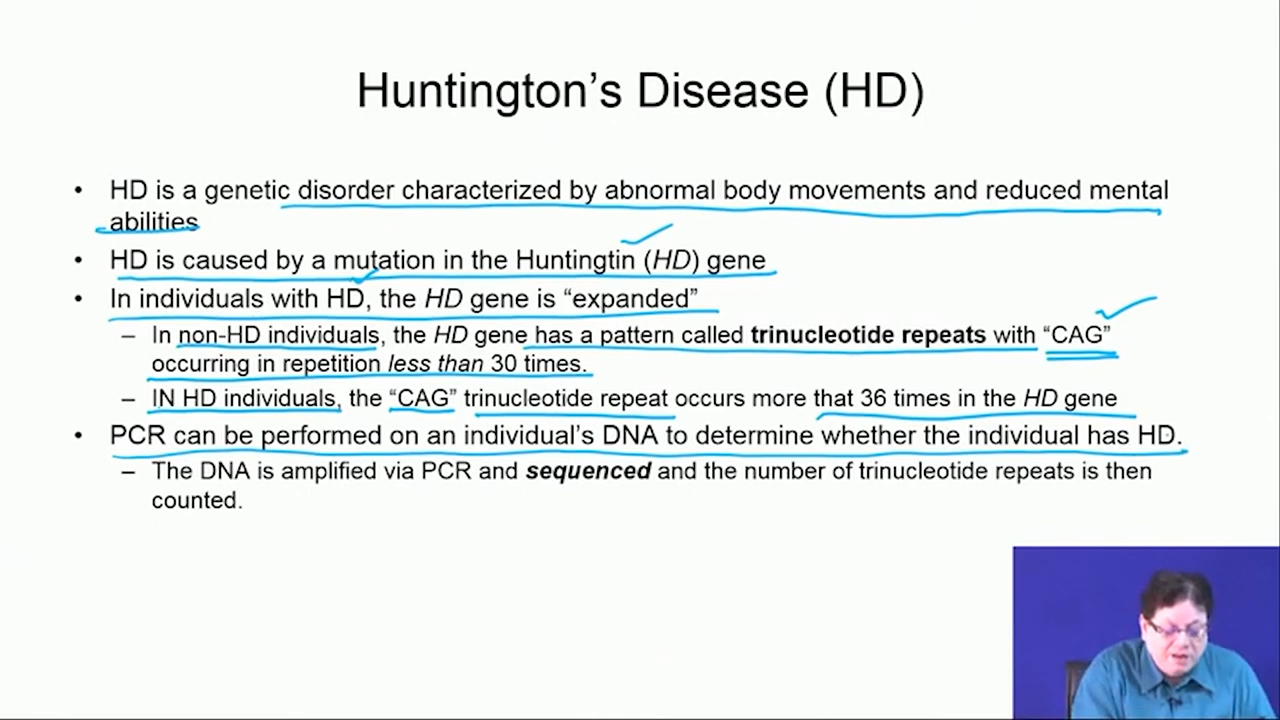 Huntington’s Disease (HD)
• HD is a genetic disorder characterized by abnormal body movements and reduced mental
abilities
• HD is caused by a mutation in the Huntingtin (HD) gene
• In individuals with HD, the HD gene is “expanded”
– In non-HD individuals, the HD gene has a pattern called trinucleotide repeats with “CAG”
occurring in repetition less than 30 times.
– IN HD individuals, the “CAG” trinucleotide repeat occurs more that 36 times in the HD gene
• PCR can be performed on an individual’s DNA to determine whether the individual has HD.
– The DNA is amplified via PCR and sequenced and the number of trinucleotide repeats is then
counted.